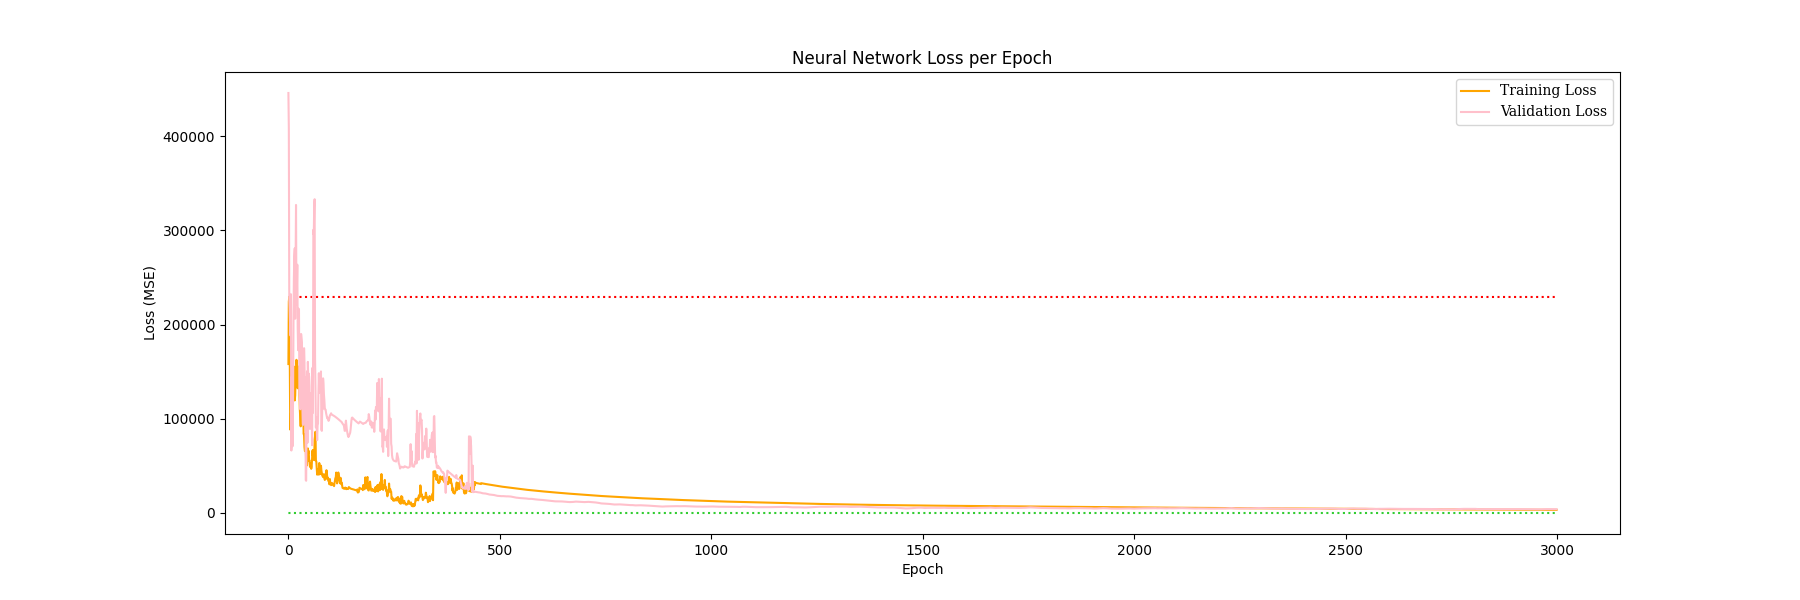 Neural Network Loss per Epoch
Training Loss
Validation Loss
400000
300000
200000
100000
0
Loss (MSE)
0 500 1000 1500 2000 2500 3000
Epoch